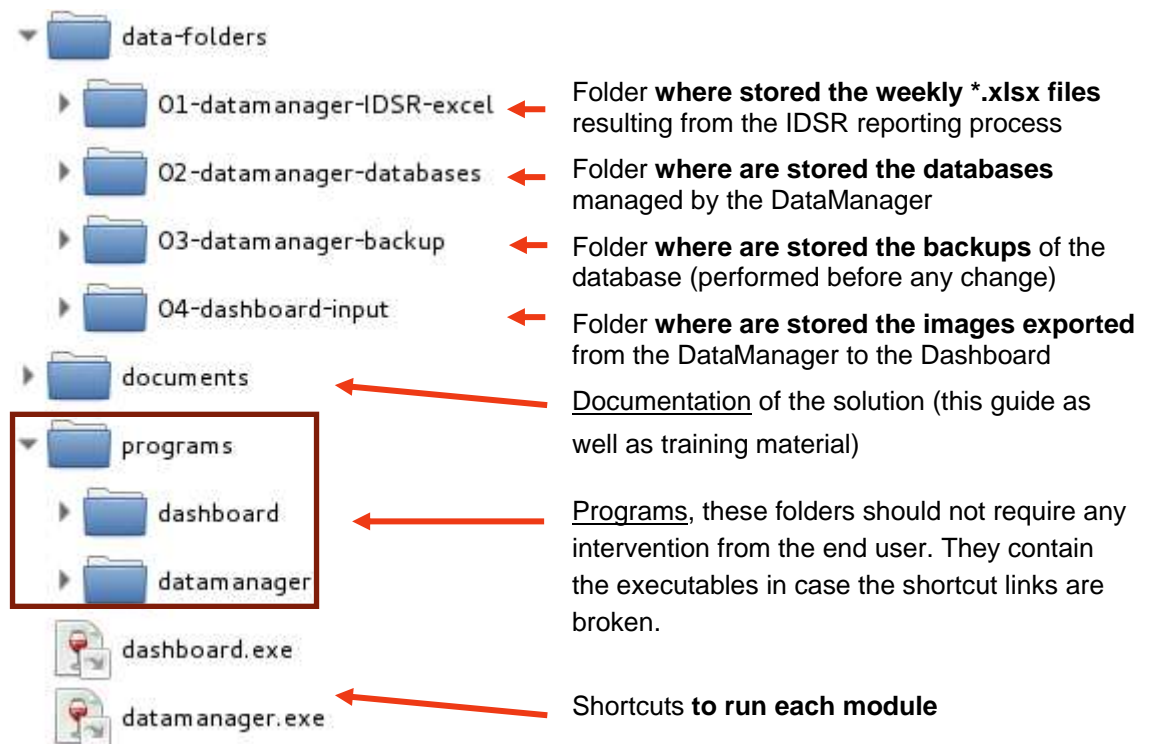 data-folders
01-datamanager-IDSR-excel
Folder where stored the weekly *.xlsx files
resulting from the IDSR reporting process
02-datamanager-databases
Folder where are stored the databases
managed by the DataManager
03-datamanager-backup
Folder where are stored the backups of the
database (performed before any change)
04-dashboard-input
Folder where are stored the images exported
from the DataManager to the Dashboard
documents
Documentation of the solution (this guide as
well as training material)
programs
dashboard
datamanager
Programs, these folders should not require any
intervention from the end user. They contain
the executables in case the shortcut links are
broken.
dashboard.exe
datamanager.exe
Shortcuts to run each module